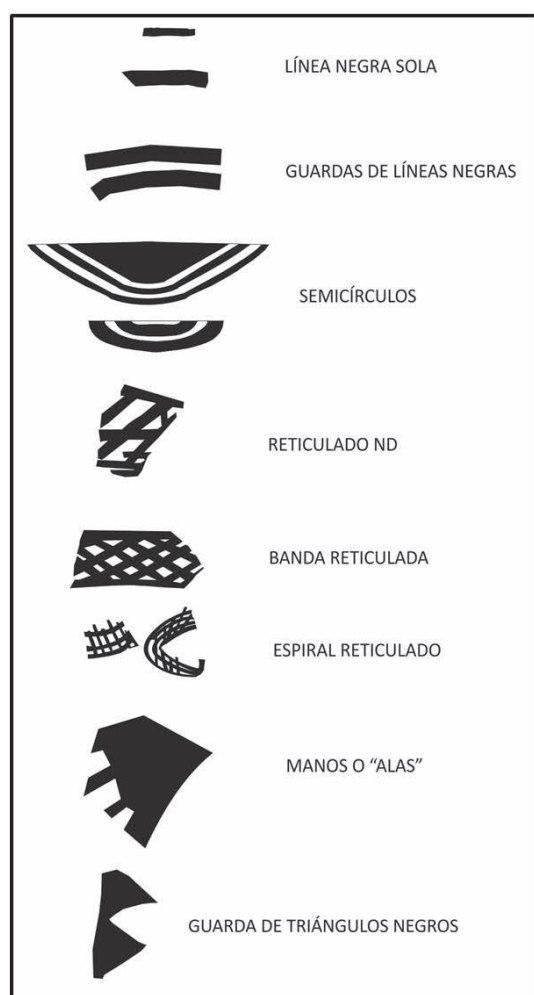 LÍNEA NEGRA SOLA
GUARDAS DE LÍNEAS NEGRAS
SEMICÍRCULOS
RETICULADO ND
BANDA RETICULADA
ESPIRAL RETICULADO
MANOS O “ALAS”
GUARDA DE TRIÁNGULOS NEGROS